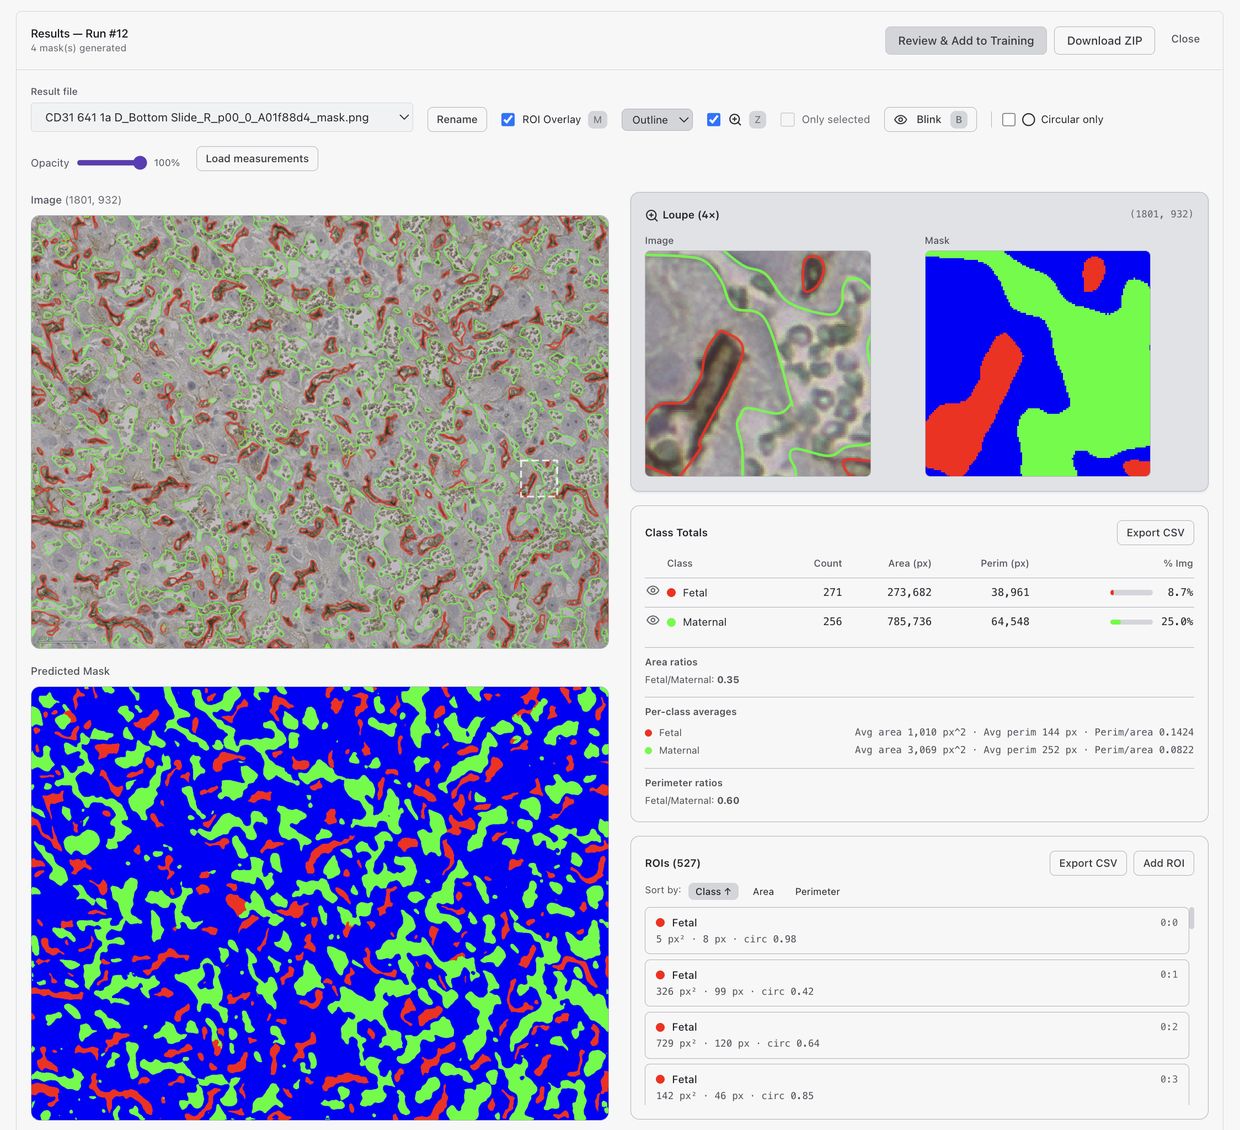 Results — Run #12
4 mask(s) generated
Review & Add to Training
Download ZIP
Close
Result file
CD31 641 1a D_Bottom Slide_R_p00_0_A01f88d4_mask.png
Rename
ROI Overlay M
Outline
Z
Only selected
Blink B
Circular only
Opacity 100%
Load measurements
Image (1801, 932)
Predicted Mask
Loupe (4×)
(1801, 932)
Image
Mask
Class Totals
Export CSV
Class Count Area (px) Perim (px) % Img
Fetal 271 273,682 38,961 8.7%
Maternal 256 785,736 64,548 25.0%
Area ratios
Fetal/Maternal: 0.35
Per-class averages
Fetal Avg area 1,010 px^2 · Avg perim 144 px · Perim/area 0.1424
Maternal Avg area 3,069 px^2 · Avg perim 252 px · Perim/area 0.0822
Perimeter ratios
Fetal/Maternal: 0.60
ROIs (527)
Export CSV
Add ROI
Sort by: Class ↑ Area Perimeter
Fetal 0:0
5 px² · 8 px · circ 0.98
Fetal 0:1
326 px² · 99 px · circ 0.42
Fetal 0:2
729 px² · 120 px · circ 0.64
Fetal 0:3
142 px² · 46 px · circ 0.85